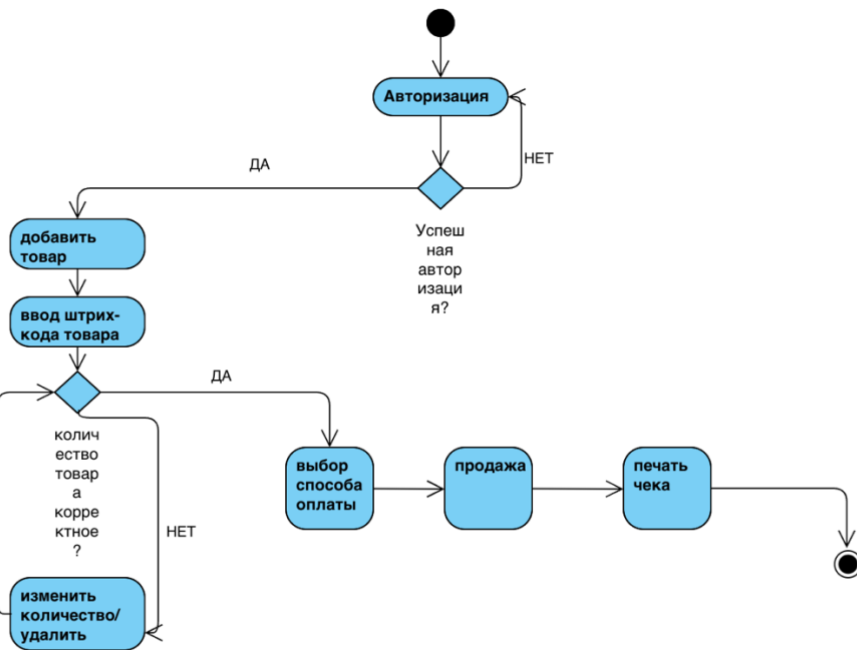 Авторизация
НЕТ
ДА
Успеш
ная
автор
изаци
я?
добавить
товар
ввод штрих-
кода товара
ДА
колич
ество
товар
а
корре
ктное
?
НЕТ
выбор
способа
оплаты
продажа
печать
чека
изменить
количество/
удалить